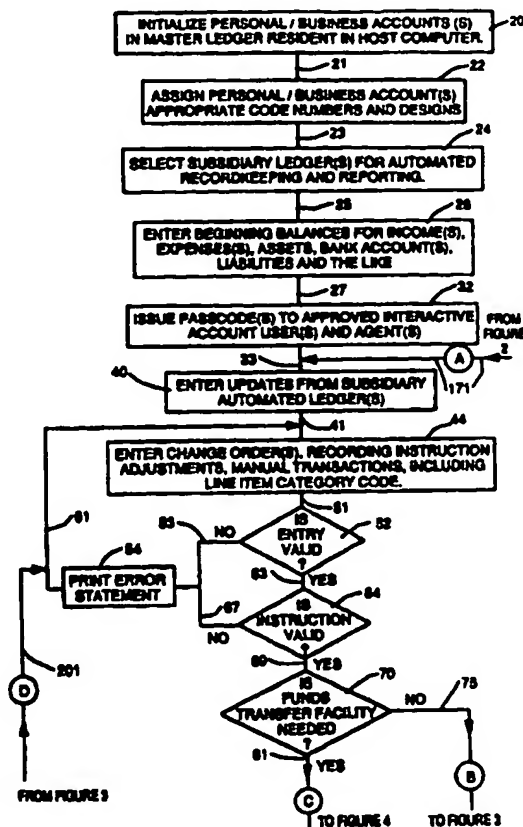 INITIALIZE PERSONAL / BUSINESS ACCOUNTS (S)
IN MASTER LEDGER RESIDENT IN HOST COMPUTER.
20
21
22
ASSIGN PERSONAL / BUSINESS ACCOUNT(S)
APPROPRIATE CODE NUMBERS AND DESIGNS
23
24
SELECT SUBSIDIARY LEDGER(S) FOR AUTOMATED
RECORDKEEPING AND REPORTING.
25
26
ENTER BEGINNING BALANCES FOR INCOME(S),
EXPENSES(S), ASSETS, BANK ACCOUNT(S),
LIABILITIES AND THE LIKE
27
32
ISSUE PASSCODE(S) TO APPROVED INTERACTIVE
ACCOUNT USER(S) AND AGENT(S)
FROM
FIGURE
2
A
33
171
40
ENTER UPDATES FROM SUBSIDIARY
AUTOMATED LEDGER(S)
41
44
ENTER CHANGE ORDER(S), RECORDING INSTRUCTION
ADJUSTMENTS, MANUAL TRANSACTIONS, INCLUDING
LINE ITEM CATEGORY CODE.
61
NO
IS
ENTRY
VALID
?
YES
PRINT ERROR
STATEMENT
67
NO
IS
INSTRUCTION
VALID
?
YES
70
IS
FUNDS
TRANSFER FACILITY
NEEDED
?
NO
YES
201
D
B
C
FROM FIGURE 3
TO FIGURE 4
TO FIGURE 3